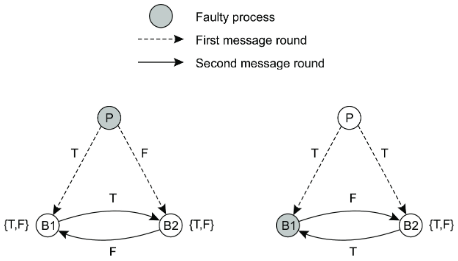 Faulty process
First message round
Second message round
P
P
T
F
T
T
T
F
{T,F}
B1
B2
{T,F}
B1
B2
{T,F}
F
T